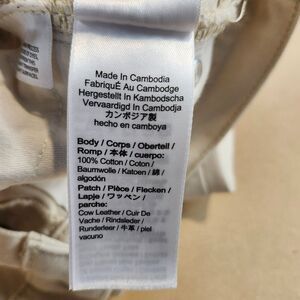 Made In Cambodia
FabriquÉ Au Cambodge
Hergestellt In Kambodscha
Vervaardigd In Cambodja
カンボジア製
hecho en camboya
Body / Corps / Oberteil /
Romp / 本体 / cuerpo:
100% Cotton / Coton /
Baumwolle / Katoen / 綿 /
algodón
Patch / Pièce / Flecken /
Lapje / ワッペン /
parche:
Cow Leather / Cuir De
Vache / Rindsleder /
Runderleer / 牛革 / piel
vacuno